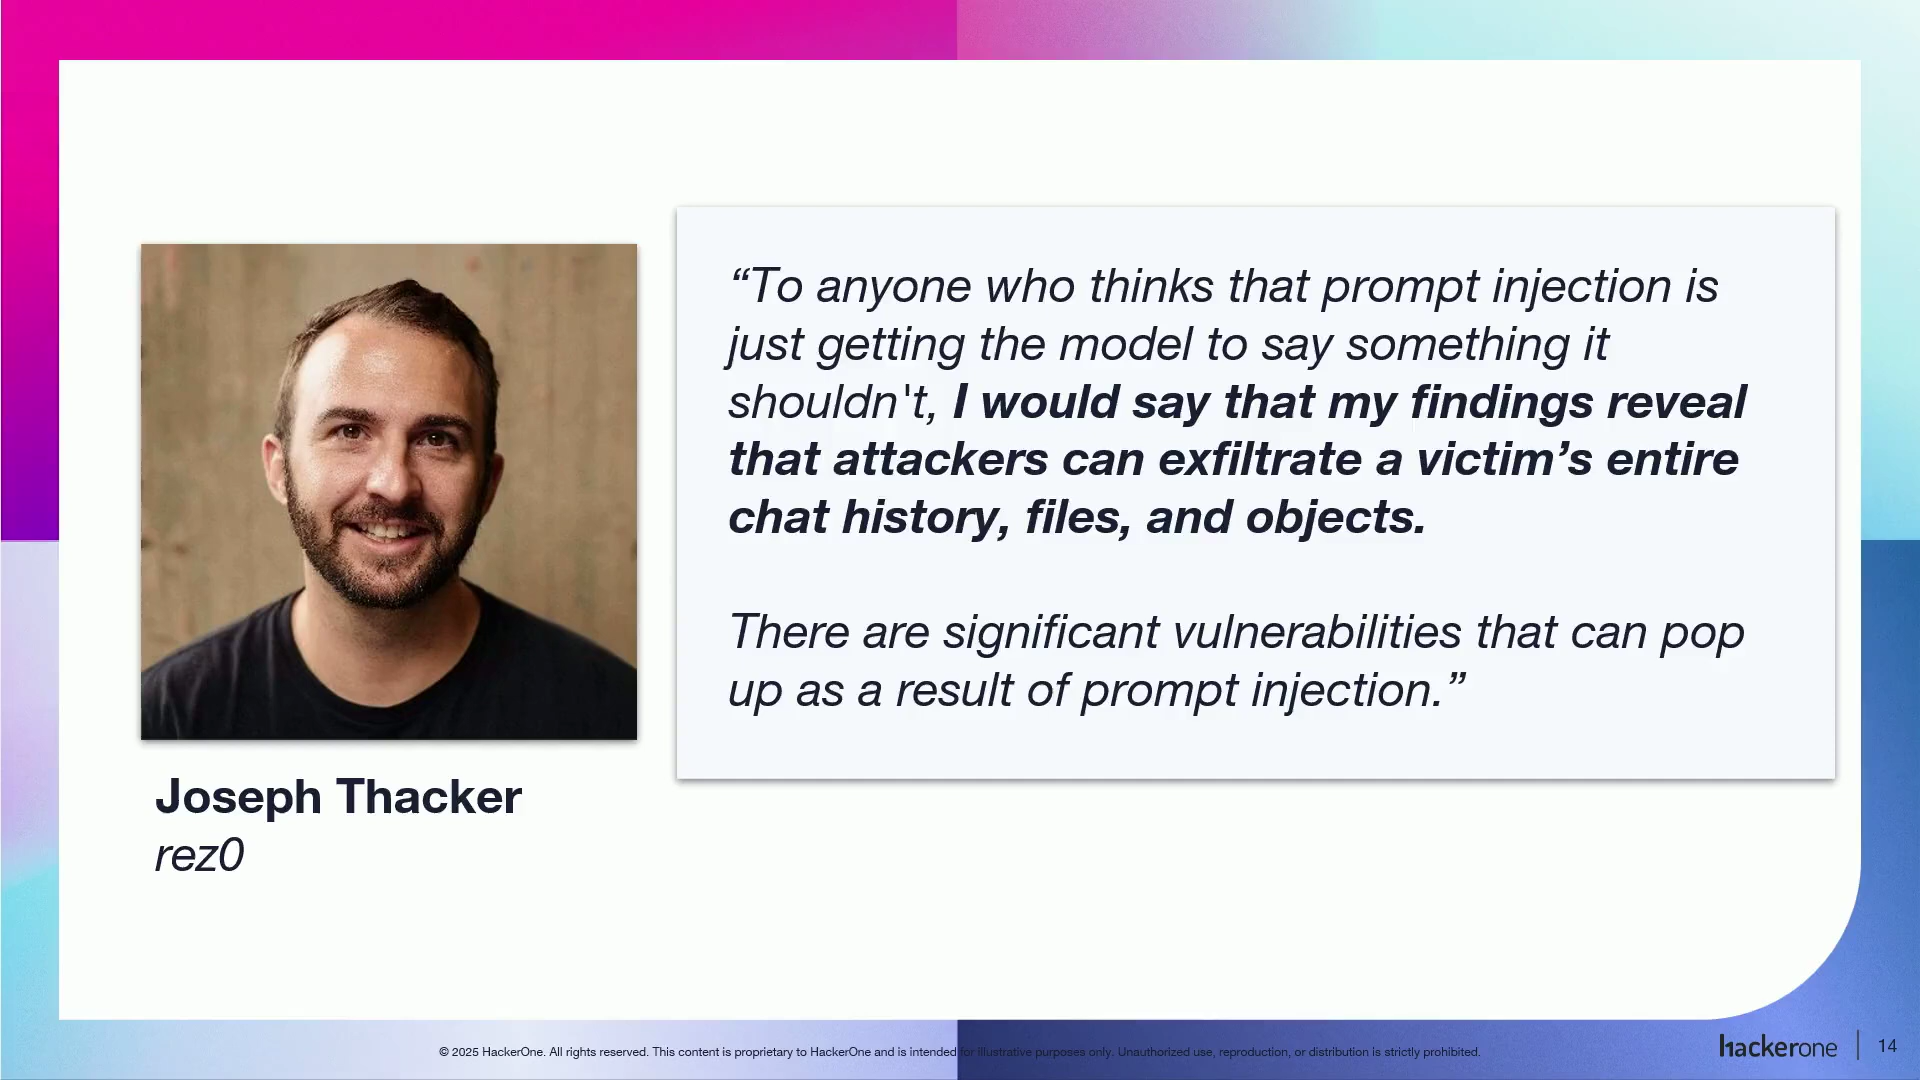 “To anyone who thinks that prompt injection is
just getting the model to say something it
shouldn't, I would say that my findings reveal
that attackers can exfiltrate a victim’s entire
chat history, files, and objects.
There are significant vulnerabilities that can pop
up as a result of prompt injection.”
Joseph Thacker
rez0
© 2025 HackerOne. All rights reserved. This content is proprietary to HackerOne and is intended for illustrative purposes only. Unauthorized use, reproduction, or distribution is strictly prohibited.
hackerone
14